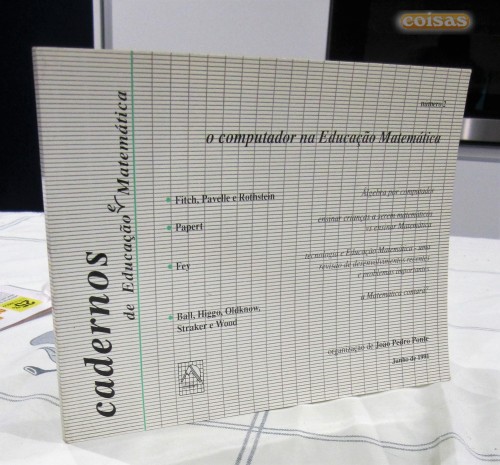 coisas
número 2
o computador na Educação Matemática
cadernos
de Educação e Matemática
Fitch, Pavelle e Rothstein
Álgebra por computador
Papert
ensinar crianças a serem matemáticos
vs ensinar Matemática
Fey
tecnologia e Educação Matemática - uma
revisão de desenvolvimentos recentes
e problemas importantes
Ball, Higgo, Oldknow,
Straker e Wood
a Matemática contará?
organização de João Pedro Ponte
Junho de 1991